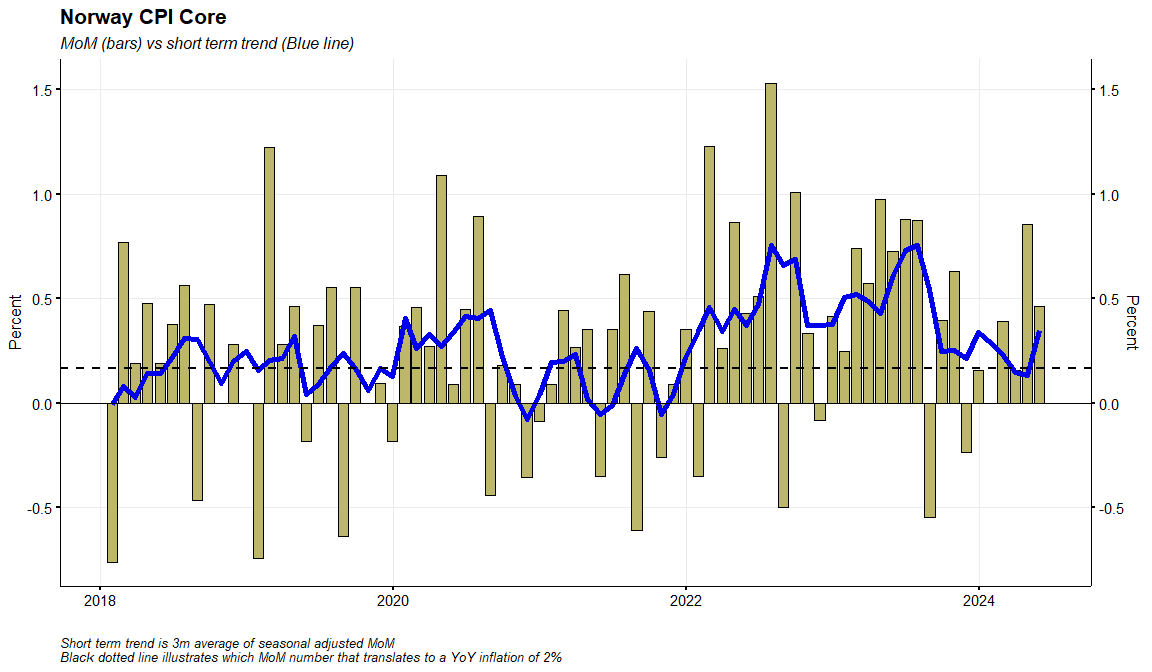 Norway CPI Core
MoM (bars) vs short term trend (Blue line)
1.5
1.0
0.5
0.0
-0.5
Percent
1.5
1.0
0.5
0.0
-0.5
Percent
2018
2020
2022
2024
Short term trend is 3m average of seasonal adjusted MoM
Black dotted line illustrates which MoM number that translates to a YoY inflation of 2%